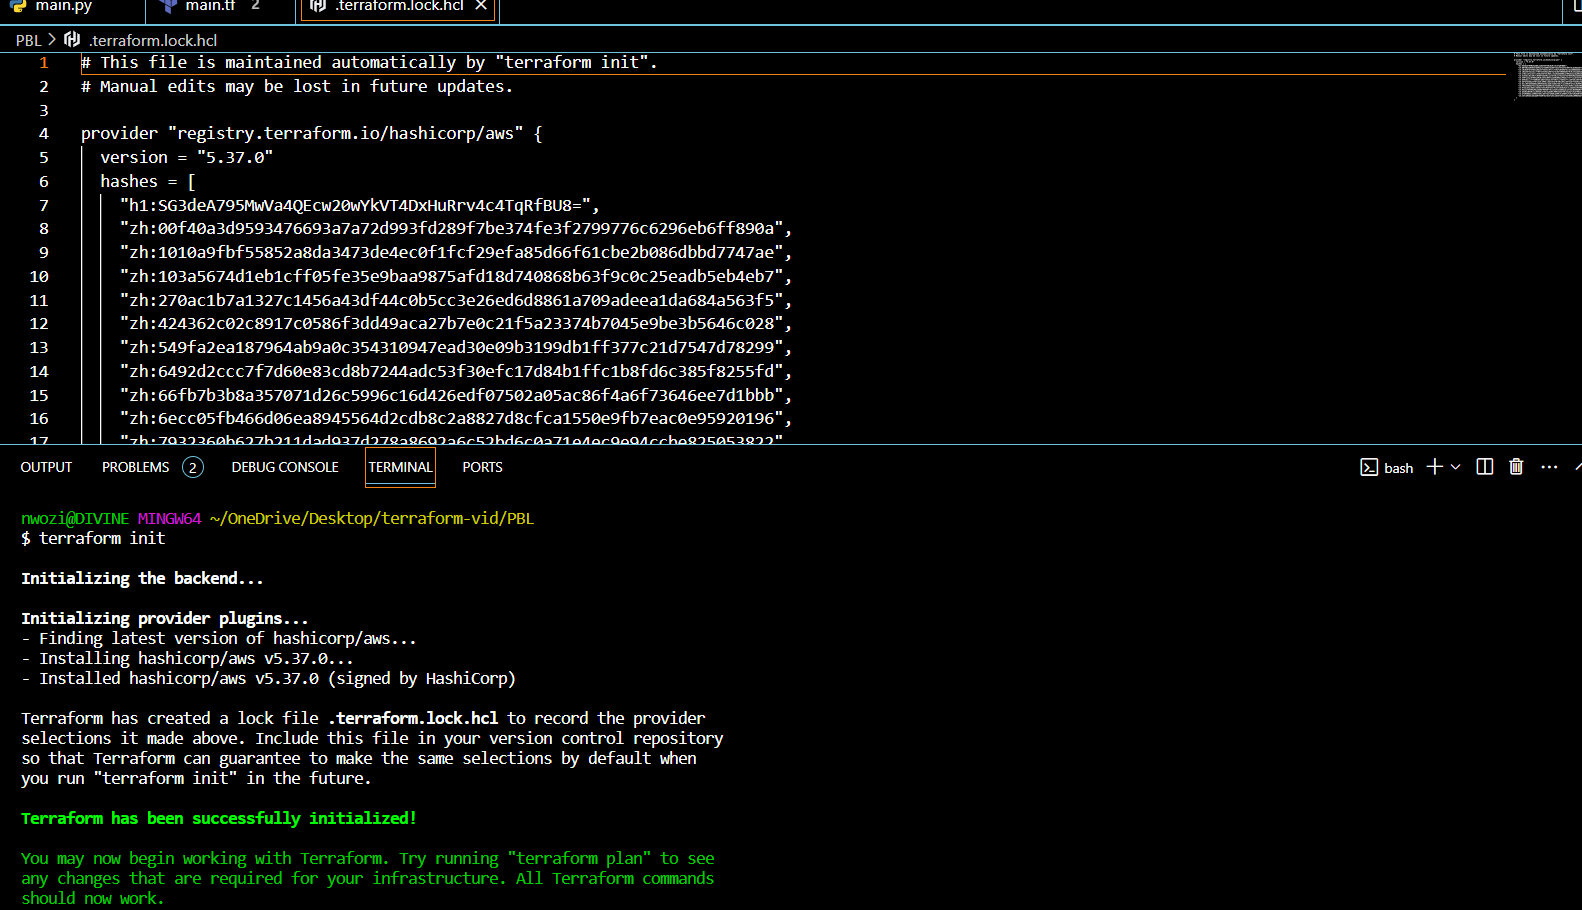 main.py main.tf 2 .terraform.lock.hcl
PBL > .terraform.lock.hcl
1 # This file is maintained automatically by "terraform init".
2 # Manual edits may be lost in future updates.
3
4 provider "registry.terraform.io/hashicorp/aws" {
5 version = "5.37.0"
6 hashes = [
7 "h1:SG3deA795MwVa4QEcw20wYkVT4DxHuRrv4c4TqRfBU8=",
8 "zh:00f40a3d9593476693a7a72d993fd289f7be374fe3f2799776c6296eb6ff890a",
9 "zh:1010a9fbf55852a8da3473de4ec0f1fcf29efa85d66f61cbe2b086dbbd7747ae",
10 "zh:103a5674d1eb1cff05fe35e9baa9875afd18d740868b63f9c0c25eadb5eb4eb7",
11 "zh:270ac1b7a1327c1456a43df44c0b5cc3e26ed6d8861a709adeea1da684a563f5",
12 "zh:424362c02c8917c0586f3dd49aca27b7e0c21f5a23374b7045e9be3b5646c028",
13 "zh:549fa2ea187964ab9a0c354310947ead30e09b3199db1ff377c21d7547d78299",
14 "zh:6492d2ccc7f7d60e83cd8b7244adc53f30efc17d84b1ffc1b8fd6c385f8255fd",
15 "zh:66fb7b3b8a357071d26c5996c16d426edf07502a05ac86f4a6f73646ee7d1bbb",
16 "zh:6ecc05fb466d06ea8945564d2cdb8c2a8827d8cfca1550e9fb7eac0e95920196",
17 "zh:7932360b627b211dad937d278a8692a6c52bd6c0a71e4ec9e94ccbe825053822"
OUTPUT PROBLEMS 2 DEBUG CONSOLE TERMINAL PORTS bash
nwozi@DIVINE MINGW64 ~/OneDrive/Desktop/terraform-vid/PBL
$ terraform init
Initializing the backend...
Initializing provider plugins...
- Finding latest version of hashicorp/aws...
- Installing hashicorp/aws v5.37.0...
- Installed hashicorp/aws v5.37.0 (signed by HashiCorp)
Terraform has created a lock file .terraform.lock.hcl to record the provider
selections it made above. Include this file in your version control repository
so that Terraform can guarantee to make the same selections by default when
you run "terraform init" in the future.
Terraform has been successfully initialized!
You may now begin working with Terraform. Try running "terraform plan" to see
any changes that are required for your infrastructure. All Terraform commands
should now work.